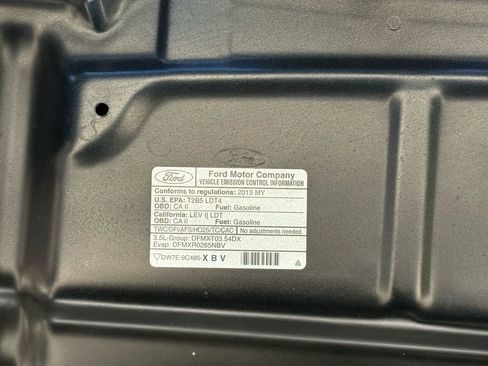 Ford
Ford
Ford Motor Company
VEHICLE EMISSION CONTROL INFORMATION
Conforms to regulations: 2013 MY
U.S. EPA: T2B5 LDT4
OBD: CA II Fuel: Gasoline
California: LEV II LDT
OBD: CA II Fuel: Gasoline
TWC/DFI/AFS/HO2S/TC/CAC No adjustments needed.
3.5L-Group: DFMXT03.54DX
Evap: DFMXR0265NBV
DW7E-9C485-X B V